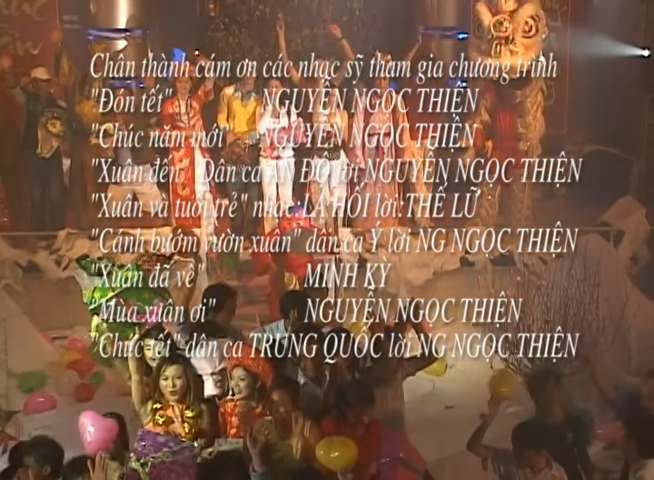 Chân thành cám ơn các nhạc sỹ tham gia chương trình
"Đón tết" NGUYỄN NGỌC THIỆN
"Chúc năm mới" NGUYỄN NGỌC THIỆN
"Xuân đến" Dân ca ẤN ĐỘ lời NGUYỄN NGỌC THIỆN
"Xuân và tuổi trẻ" nhạc:LA HỐI lời:THẾ LỮ
"Cánh bướm vườn xuân" dân ca Ý lời NG NGỌC THIỆN
"Xuân đã về" MINH KỲ
"Mùa xuân ơi" NGUYỄN NGỌC THIỆN
"Chúc tết" dân ca TRUNG QUỐC lời NG NGỌC THIỆN